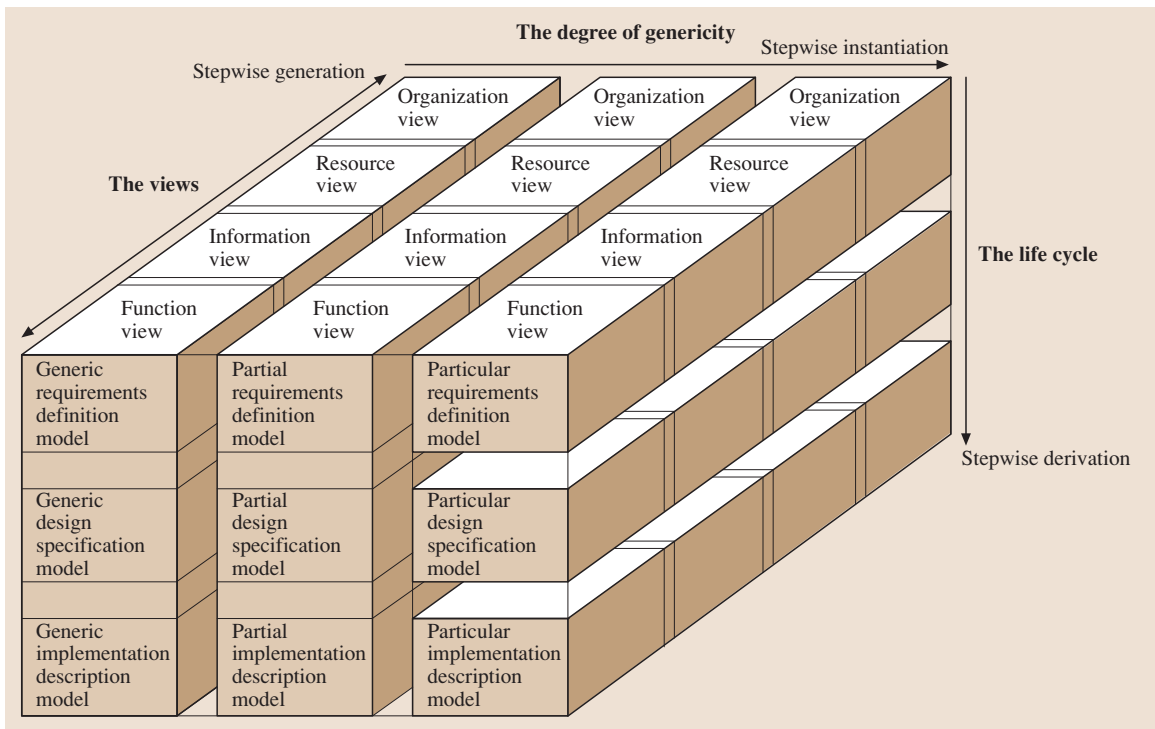 The degree of genericity
Stepwise instantiation
Stepwise generation
Organization
view
Organization
view
Organization
view
Resource
view
Resource
view
Resource
view
The views
Information
view
Information
view
Information
view
The life cycle
Function
view
Function
view
Function
view
Generic
requirements
definition
model
Partial
requirements
definition
model
Particular
requirements
definition
model
Stepwise derivation
Generic
design
specification
model
Partial
design
specification
model
Particular
design
specification
model
Generic
implementation
description
model
Partial
implementation
description
model
Particular
implementation
description
model